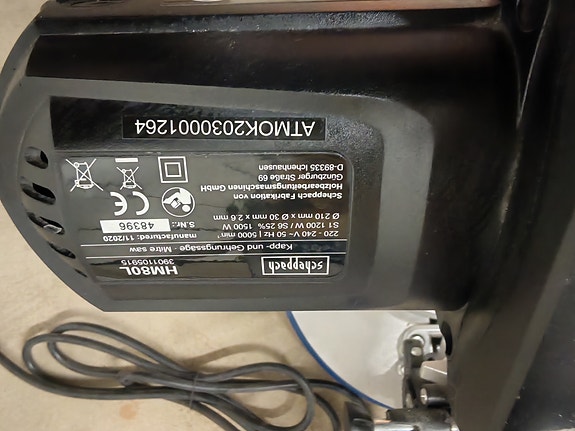 scheppach
HM80L
3901105915
Kapp- und Gehrungssäge - Mitre saw
220 - 240 V~ 50 Hz | 5000 min⁻¹
S1 1200 W / S6 25% 1500 W
Ø 210 mm x Ø 30 mm x 2.6 mm
manufactured: 11/2020
S.Nr.: 48396
CE
Scheppach Fabrikation von
Holzbearbeitungsmaschinen GmbH
Günzburger Straße 69
D-89335 Ichenhausen
ATMOK2030001264